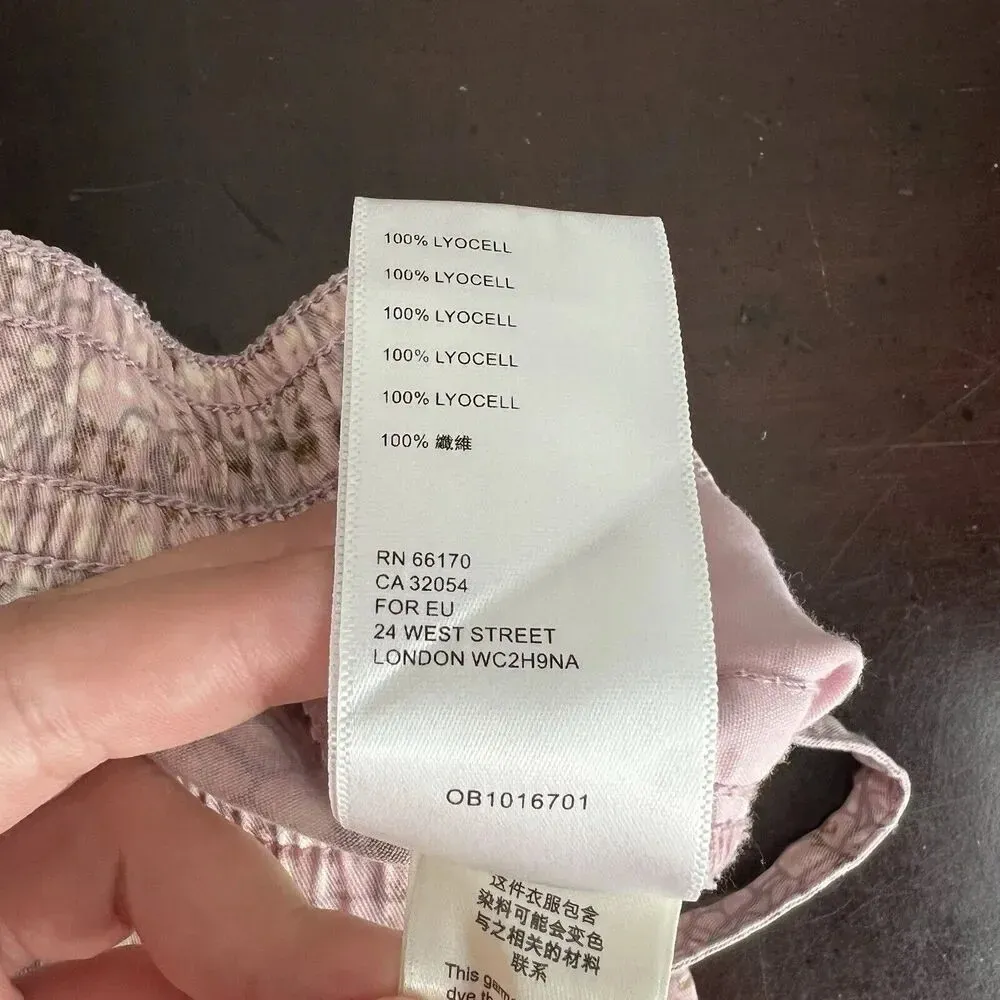 100% LYOCELL
100% LYOCELL
100% LYOCELL
100% LYOCELL
100% LYOCELL
100% 纖維
RN 66170
CA 32054
FOR EU
24 WEST STREET
LONDON WC2H9NA
OB1016701
这件衣服包含
染料可能会变色
与之相关的材料
联系
This